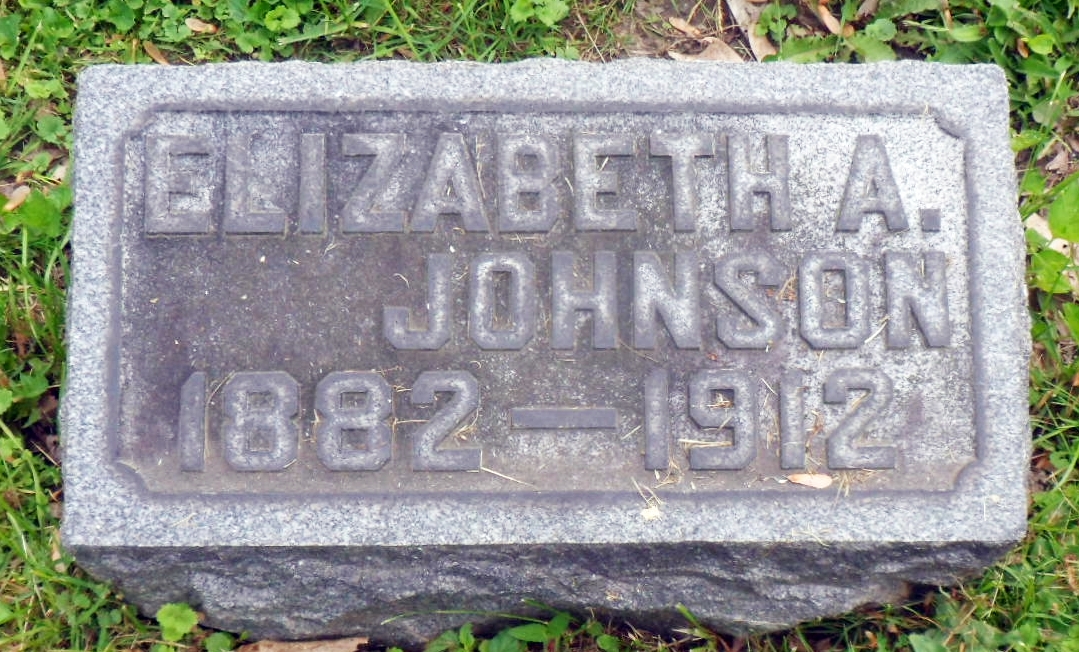 ELIZABETH A.
JOHNSON
1882 — 1912